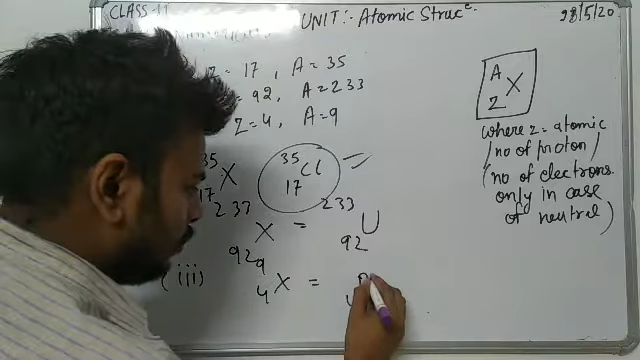 CLASS 11
UNIT:- Atomic Struc^e.
28/5/20
Z = 17, A = 35
= 92, A = 233
Z = 4, A = 9
A
X
Z
where Z = atomic
/no of proton/
(no of electrons
only in case
of neutral)
35
X
17
35
Cl
17
233
X =
92
233
U
92
(iii)
9
X =
4